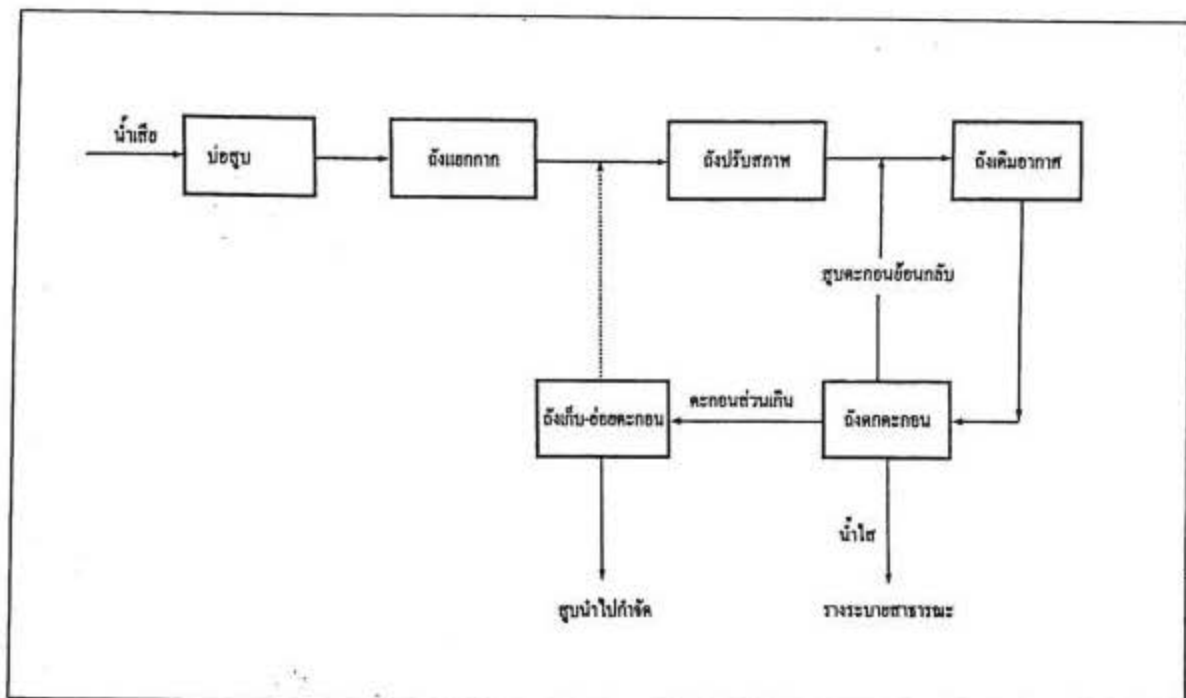 น้ำเสีย
บ่อสูบ
ถังแยกกาก
ถังปรับสภาพ
ถังเติมอากาศ
สูบตะกอนย้อนกลับ
ถังเก็บ-ย่อยตะกอน
ตะกอนส่วนเกิน
ถังตกตะกอน
น้ำใส
สูบนำไปกำจัด
รางระบายสาธารณะ